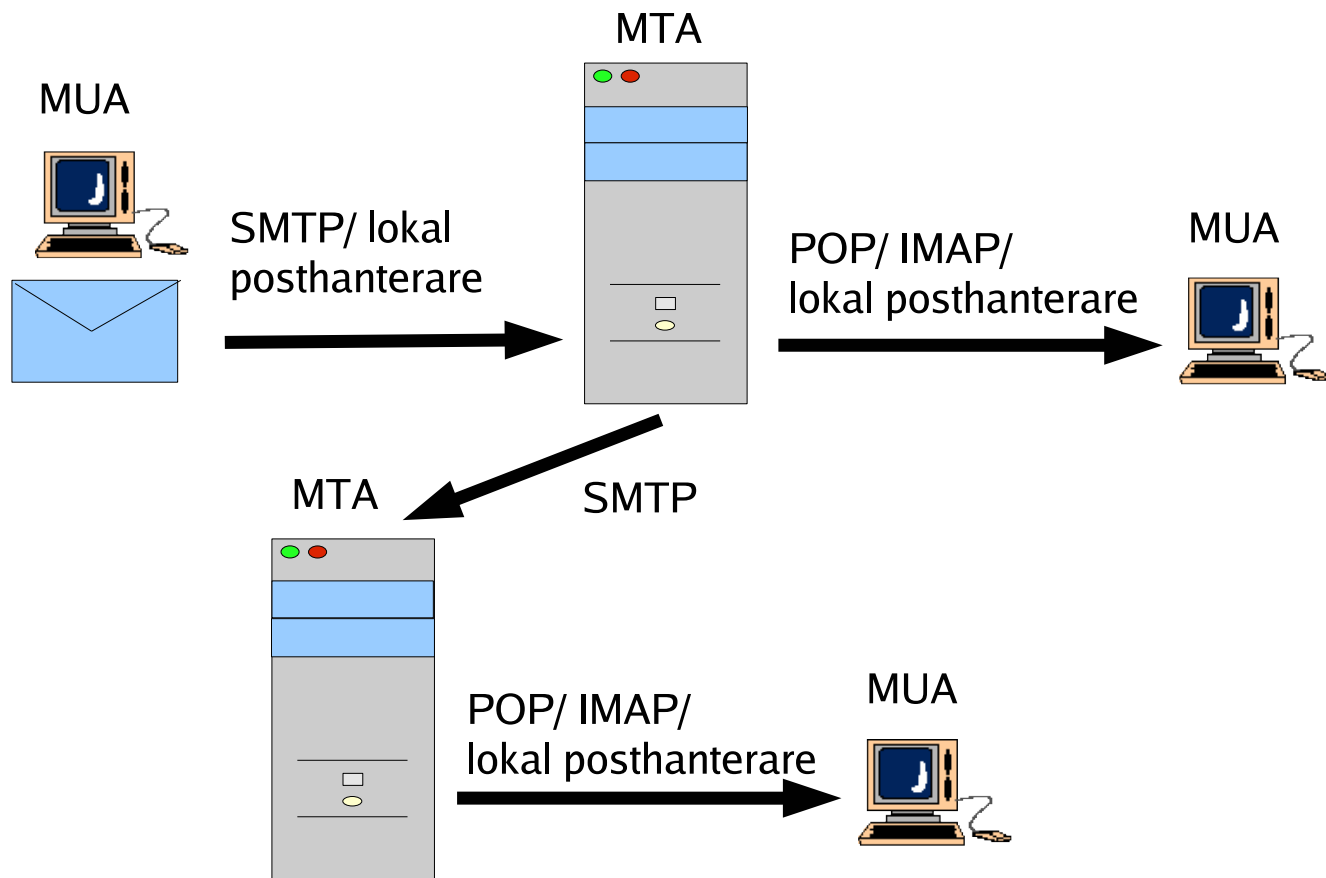 MTA
MUA
SMTP/ lokal
posthanterare
POP/ IMAP/
lokal posthanterare
MUA
MTA
SMTP
POP/ IMAP/
lokal posthanterare
MUA